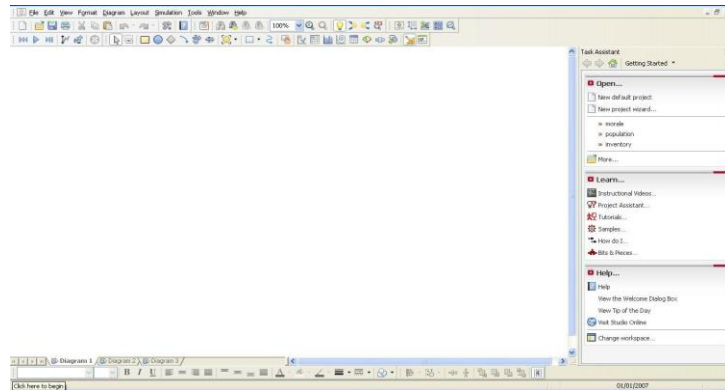 File Edit View Format Diagram Layout Simulation Tools Window Help
100%
Task Assistant
Getting Started
Open...
New default project
New project wizard...
morale
population
inventory
More...
Learn...
Instructional Videos...
Project Assistant...
Tutorials...
Samples...
How do I...
Bits & Pieces...
Help...
Help
View the Welcome Dialog Box
View Tip of the Day
Visit Studio Online
Change workspace...
Diagram 1 Diagram 2 Diagram 3
B I U A
Click here to begin
01/01/2007